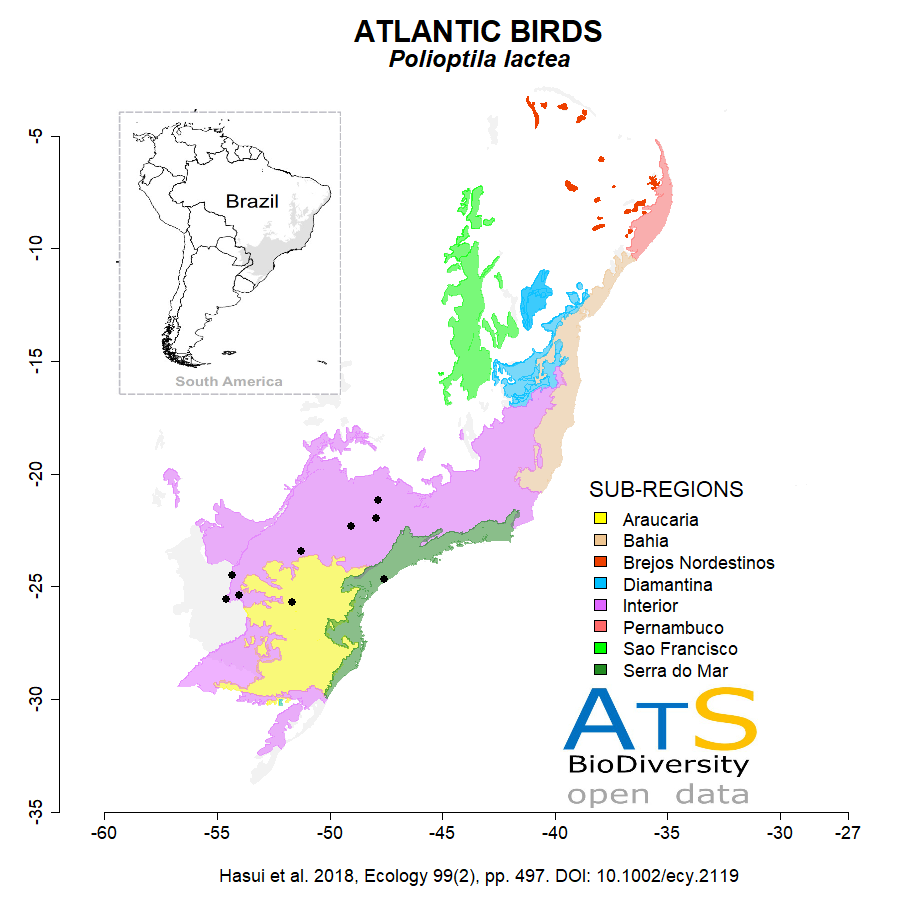 ATLANTIC BIRDS
Polioptila lactea
Brazil
South America
-5
-10
-15
-20
-25
-30
-35
SUB-REGIONS
Araucaria
Bahia
Brejos Nordestinos
Diamantina
Interior
Pernambuco
Sao Francisco
Serra do Mar
ATS
BioDiversity
open data
-60
-55
-50
-45
-40
-35
-30
-27
Hasui et al. 2018, Ecology 99(2), pp. 497. DOI: 10.1002/ecy.2119